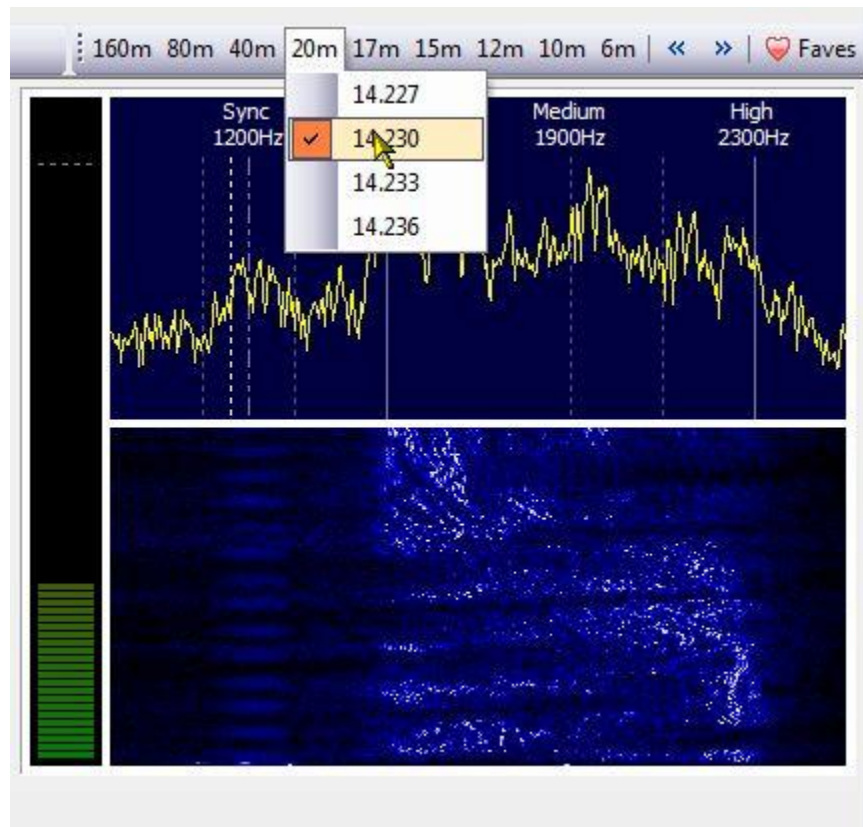 160m 80m 40m 20m 17m 15m 12m 10m 6m | « » | Faves
14.227
14.230
14.233
14.236
Sync
1200Hz
Medium
1900Hz
High
2300Hz